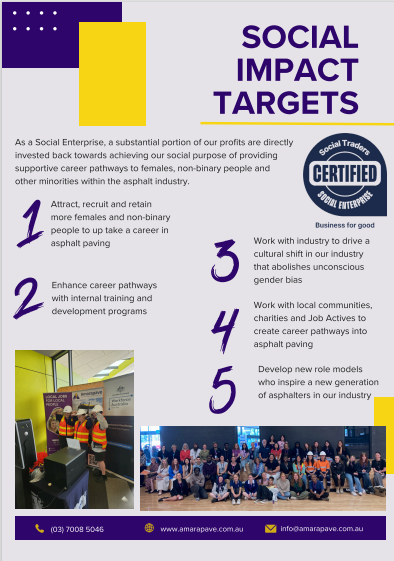 SOCIAL
IMPACT
TARGETS
As a Social Enterprise, a substantial portion of our profits are directly
invested back towards achieving our social purpose of providing
supportive career pathways to females, non-binary people and
other minorities within the asphalt industry.
Social Traders
CERTIFIED
SOCIAL ENTERPRISE
Business for good
1
Attract, recruit and retain
more females and non-binary
people to up take a career in
asphalt paving
2
Enhance career pathways
with internal training and
development programs
3
Work with industry to drive a
cultural shift in our industry
that abolishes unconscious
gender bias
4
Work with local communities,
charities and Job Actives to
create career pathways into
asphalt paving
5
Develop new role models
who inspire a new generation
of asphalters in our industry
LOCAL JOBS
FOR LOCAL
PEOPLE
amarapave
(03) 7008 5046
www.amarapave.com.au
info@amarapave.com.au